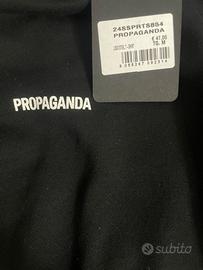 24SSPRTS854
PROPAGANDA
€ 47,00
TG. M
PROPAGANDA
subito